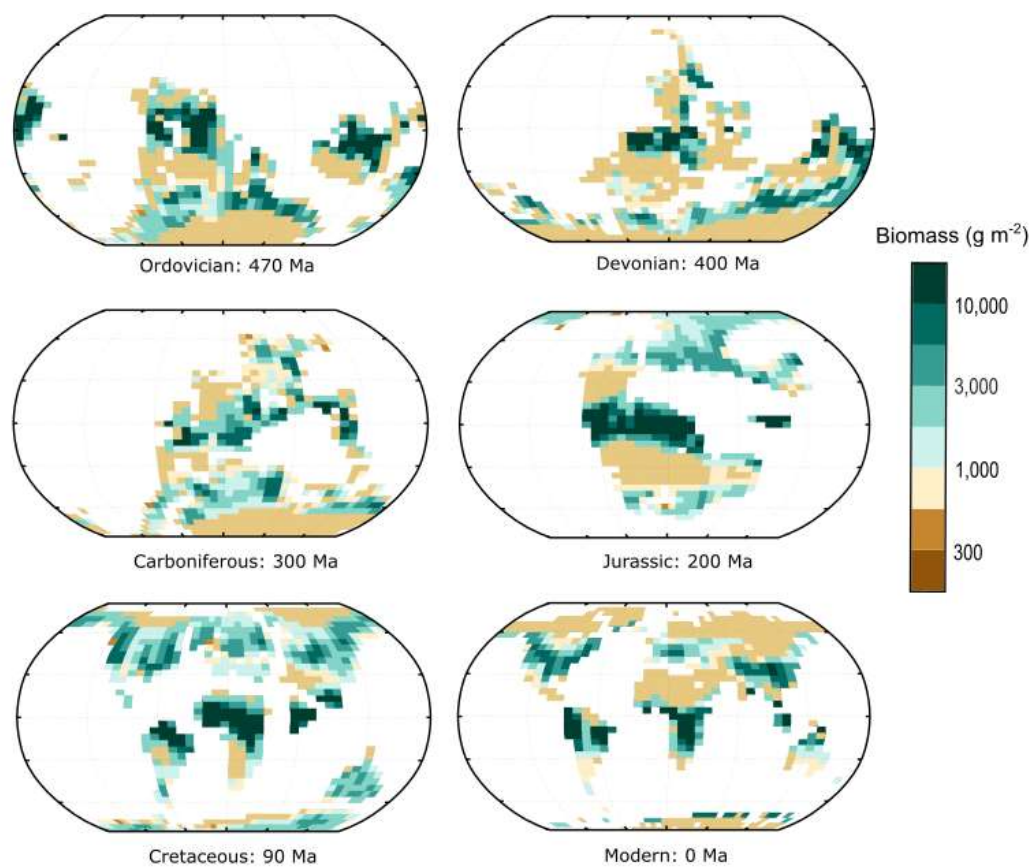 Ordovician: 470 Ma
Devonian: 400 Ma
Biomass (g m⁻²)
10,000
3,000
1,000
300
Carboniferous: 300 Ma
Jurassic: 200 Ma
Cretaceous: 90 Ma
Modern: 0 Ma